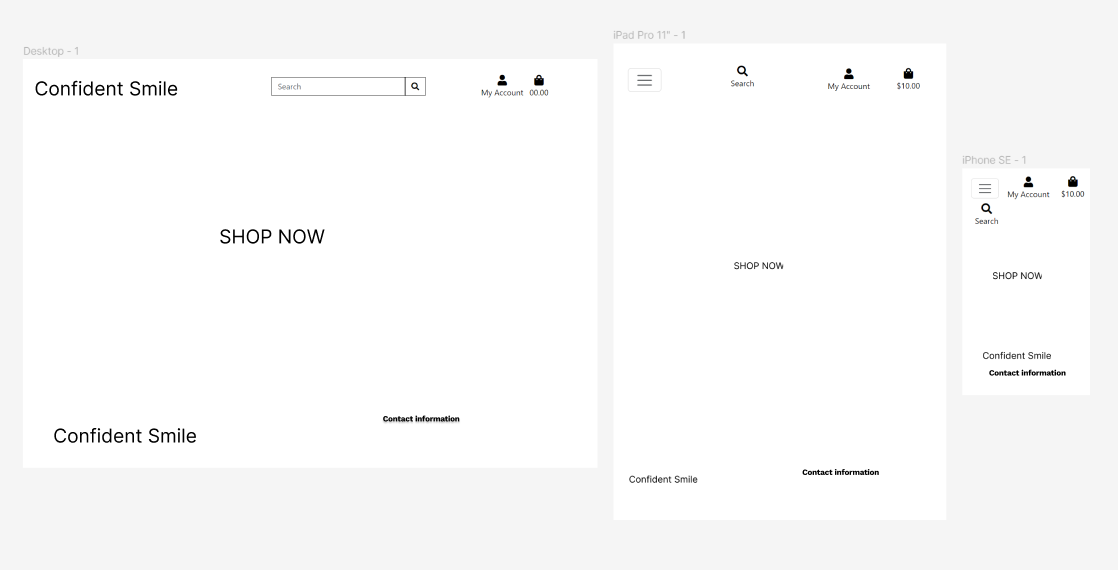 Desktop - 1
Confident Smile
Search
My Account
00.00
SHOP NOW
Contact information
Confident Smile
iPad Pro 11" - 1
Search
My Account
$10.00
SHOP NOW
Contact information
Confident Smile
iPhone SE - 1
My Account
$10.00
Search
SHOP NOW
Confident Smile
Contact information